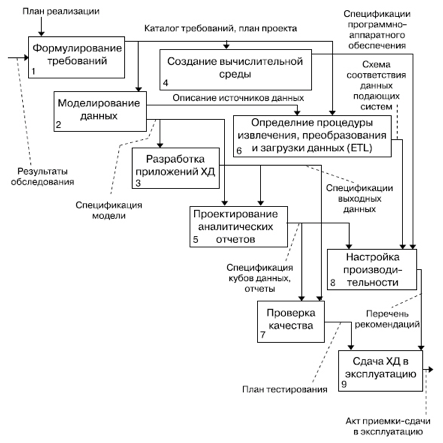 План реализации
Каталог требований, план проекта
Спецификации
программно-
аппаратного
обеспечения
Формулирование
требований
1
Создание вычислительной
среды
4
Схема
соответствия
данных
подающих
систем
Описание источников данных
Моделирование
данных
2
Определние процедуры
извлечения, преобразования
и загрузки данных (ETL)
6
Результаты
обследования
Разработка
приложений ХД
3
Спецификация
модели
Спецификации
выходных
данных
Проектирование
аналитических
отчетов
5
Спецификация
кубов данных,
отчеты
Настройка
производи-
тельности
8
Проверка
качества
7
Перечень
рекомендаций
Сдача ХД в
эксплуатацию
9
План тестирования
Акт приемки-сдачи
в эксплуатацию